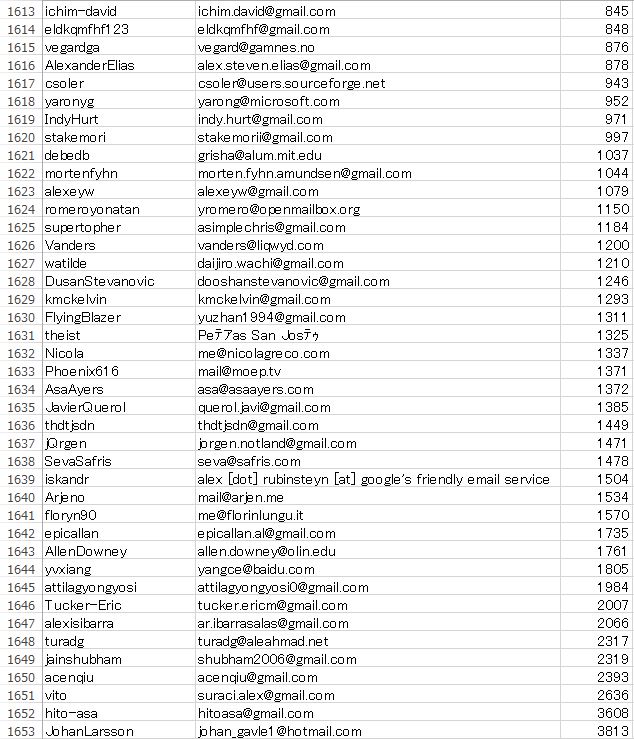 1613 ichim-david ichim.david@gmail.com 845
1614 eldkqmfhf123 eldkqmfhf@gmail.com 848
1615 vegardga vegard@gamnes.no 876
1616 AlexanderElias alex.steven.elias@gmail.com 878
1617 csoler csoler@users.sourceforge.net 943
1618 yaronyg yarong@microsoft.com 952
1619 IndyHurt indy.hurt@gmail.com 971
1620 stakemori stakemorii@gmail.com 997
1621 debedb grisha@alum.mit.edu 1037
1622 mortenfyhn morten.fyhn.amundsen@gmail.com 1044
1623 alexeyw alexeyw@gmail.com 1079
1624 romeroyonatan yromero@openmailbox.org 1150
1625 supertopher asimplechris@gmail.com 1184
1626 Vanders vanders@liqwyd.com 1200
1627 watilde daijiro.wachi@gmail.com 1210
1628 DusanStevanovic dooshanstevanovic@gmail.com 1246
1629 kmckelvin kmckelvin@gmail.com 1293
1630 FlyingBlazer yuzhan1994@gmail.com 1311
1631 theist Peテアas San Josテゥ 1325
1632 Nicola me@nicolagreco.com 1337
1633 Phoenix616 mail@moep.tv 1371
1634 AsaAyers asa@asaayers.com 1372
1635 JavierQuerol querol.javi@gmail.com 1385
1636 thdtjsdn thdtjsdn@gmail.com 1449
1637 jQrgen jorgen.notland@gmail.com 1471
1638 SevaSafris seva@safris.com 1478
1639 iskandr alex [dot] rubinsteyn [at] google's friendly email service 1504
1640 Arjeno mail@arjen.me 1534
1641 floryn90 me@florinlungu.it 1570
1642 epicallan epicallan.al@gmail.com 1735
1643 AllenDowney allen.downey@olin.edu 1761
1644 yvxiang yangce@baidu.com 1805
1645 attilagyongyosi attilagyongyosi0@gmail.com 1984
1646 Tucker-Eric tucker.ericm@gmail.com 2007
1647 alexisibarra ar.ibarrasalas@gmail.com 2066
1648 turadg turadg@aleahmad.net 2317
1649 jainshubham shubham2006@gmail.com 2319
1650 acenqiu acenqiu@gmail.com 2393
1651 vito suraci.alex@gmail.com 2636
1652 hito-asa hitoasa@gmail.com 3608
1653 JohanLarsson johan_gavle1@hotmail.com 3813